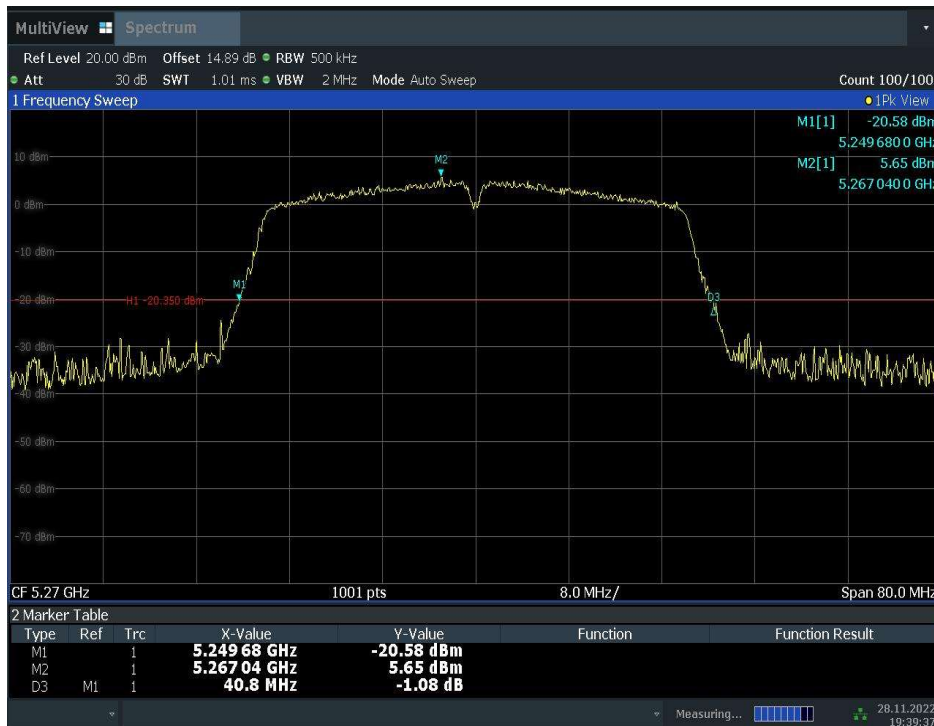 MultiView Spectrum
Ref Level 20.00 dBm Offset 14.89 dB RBW 500 kHz
Att 30 dB SWT 1.01 ms VBW 2 MHz Mode Auto Sweep Count 100/100
1 Frequency Sweep 1Pk View
M1[1] -20.58 dBm
5.249 680 0 GHz
M2[1] 5.65 dBm
5.267 040 0 GHz
10 dBm
M2
0 dBm
-10 dBm
M1
-20 dBm
H1 -20.350 dBm
D3
-30 dBm
-40 dBm
-50 dBm
-60 dBm
-70 dBm
CF 5.27 GHz 1001 pts 8.0 MHz/ Span 80.0 MHz
2 Marker Table
Type Ref Trc X-Value Y-Value Function Function Result
M1 1 5.249 68 GHz -20.58 dBm
M2 1 5.267 04 GHz 5.65 dBm
D3 M1 1 40.8 MHz -1.08 dB
Measuring... 28.11.2022
19:39:37